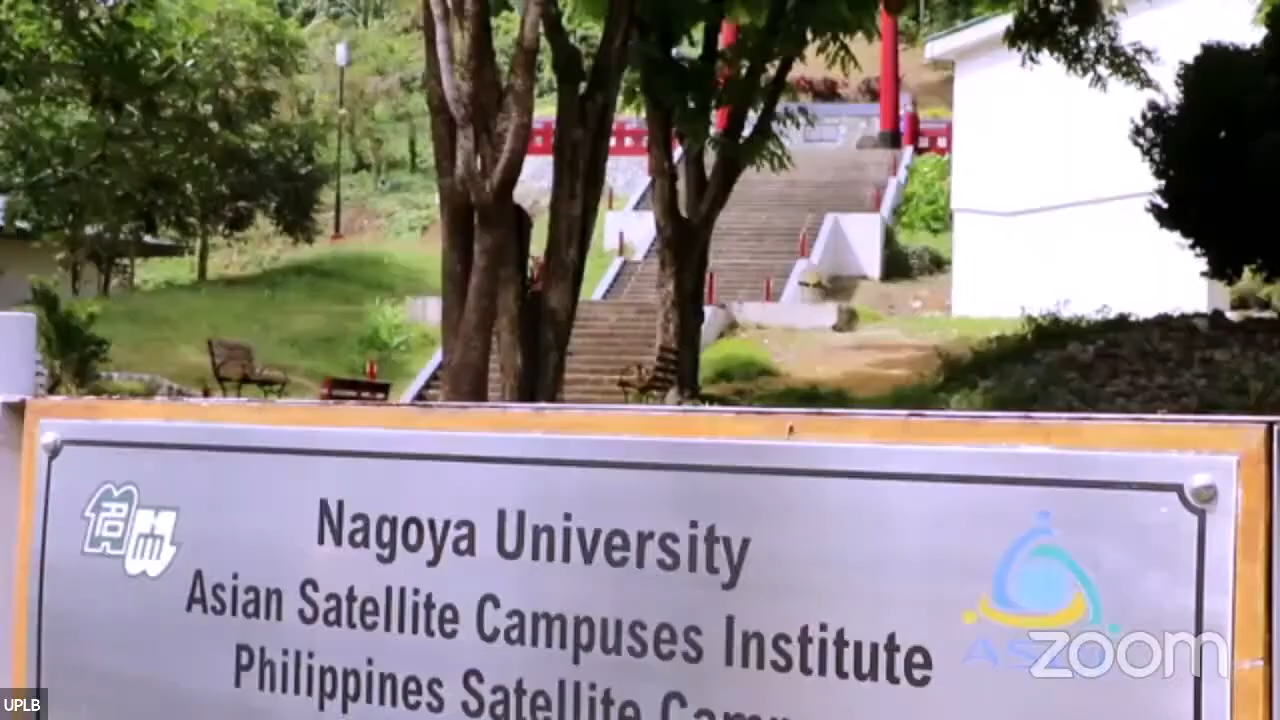 Nagoya University
Asian Satellite Campuses Institute
Philippines Satellite
zoom
UPLB